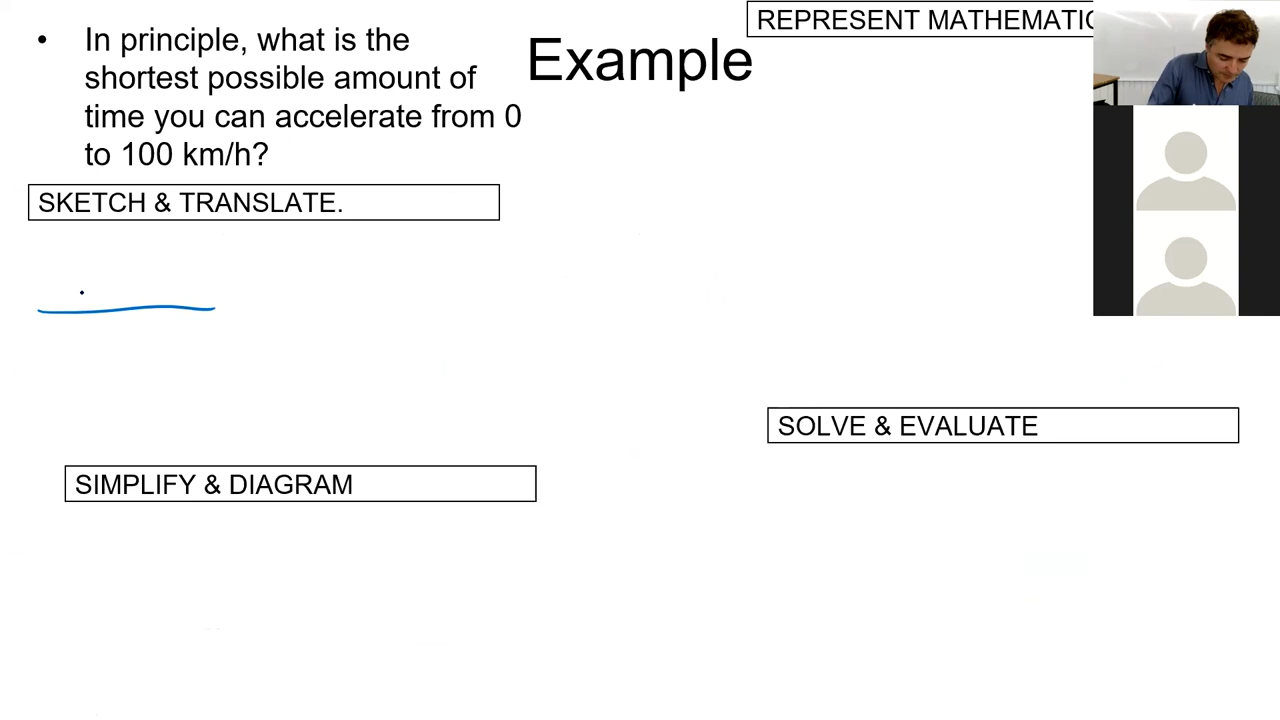 • In principle, what is the
shortest possible amount of
time you can accelerate from 0
to 100 km/h?
Example
REPRESENT MATHEMATIC
SKETCH & TRANSLATE.
SOLVE & EVALUATE
SIMPLIFY & DIAGRAM